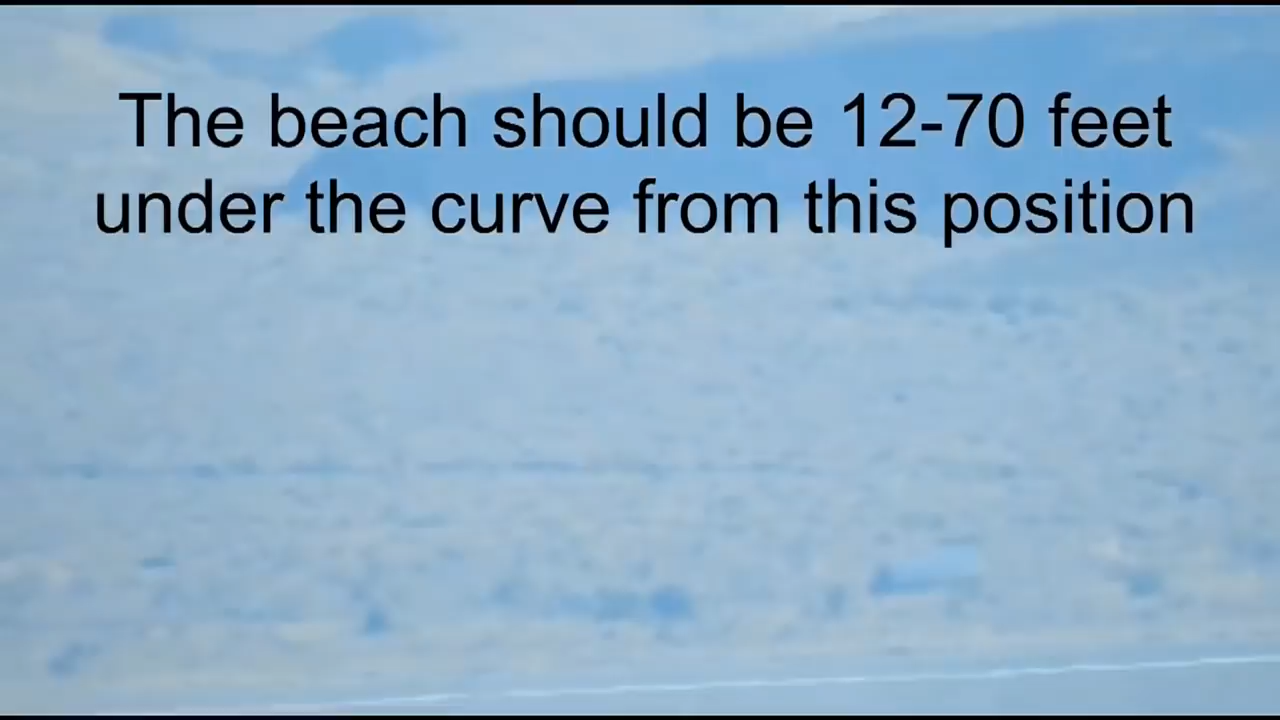 The beach should be 12-70 feet
under the curve from this position